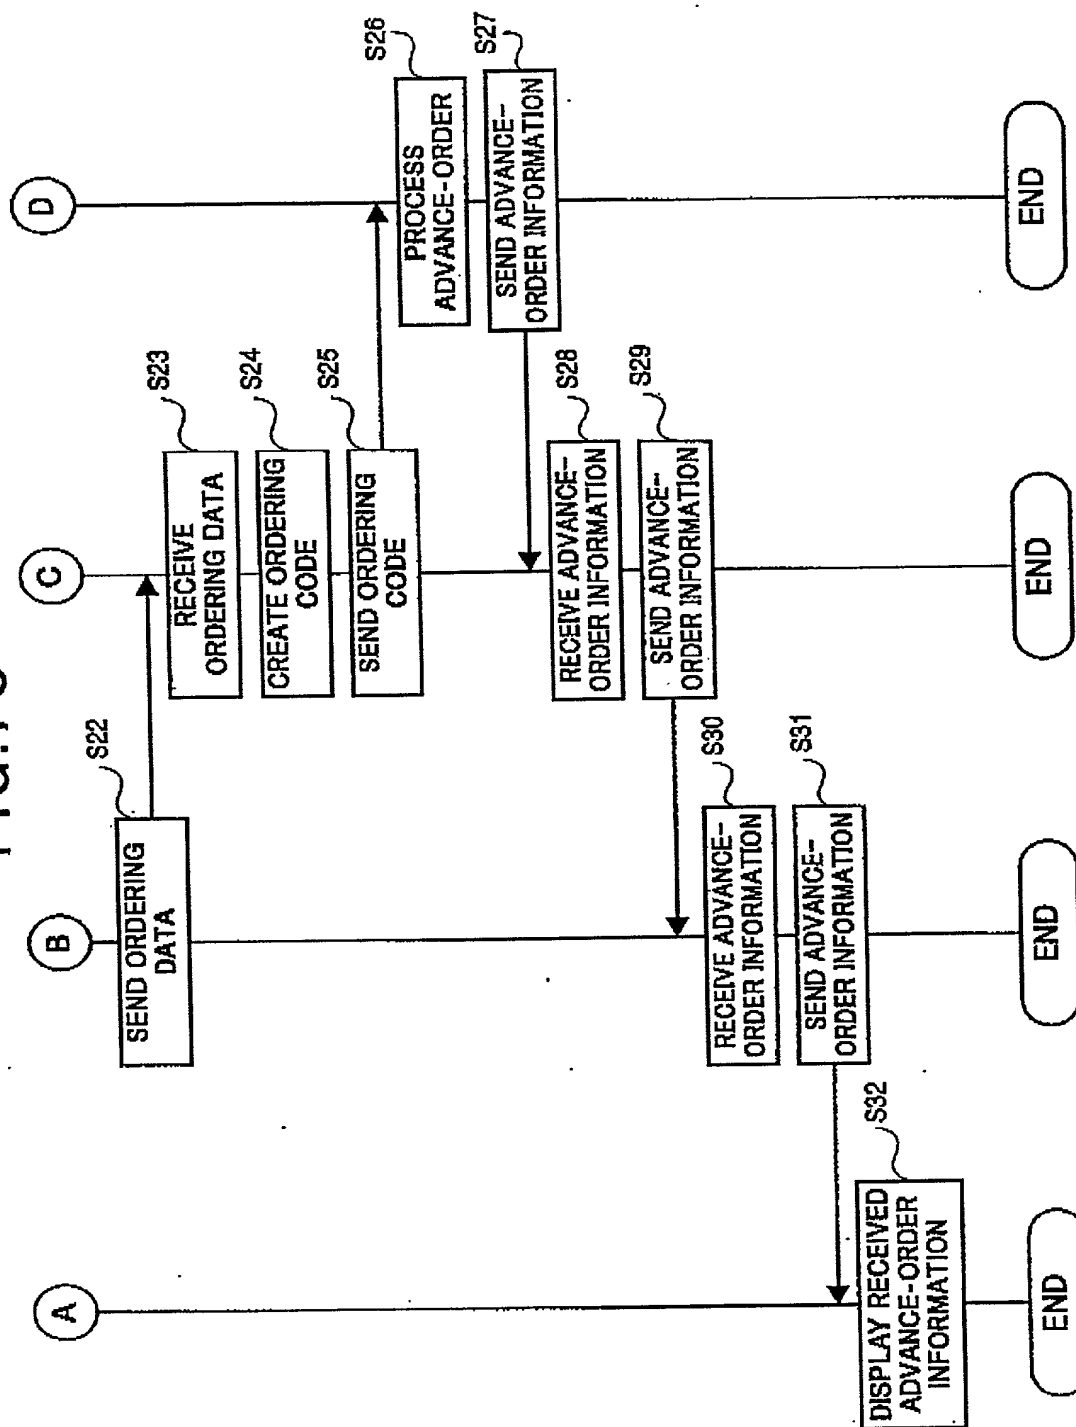 A
B
C
D
SEND ORDERING
DATA
S22
RECEIVE
ORDERING DATA
S23
CREATE ORDERING
CODE
S24
SEND ORDERING
CODE
S25
PROCESS
ADVANCE-ORDER
S26
SEND ADVANCE-
ORDER INFORMATION
S27
RECEIVE ADVANCE-
ORDER INFORMATION
S28
SEND ADVANCE-
ORDER INFORMATION
S29
RECEIVE ADVANCE-
ORDER INFORMATION
S30
SEND ADVANCE-
ORDER INFORMATION
S31
DISPLAY RECEIVED
ADVANCE-ORDER
INFORMATION
S32
END
END
END
END